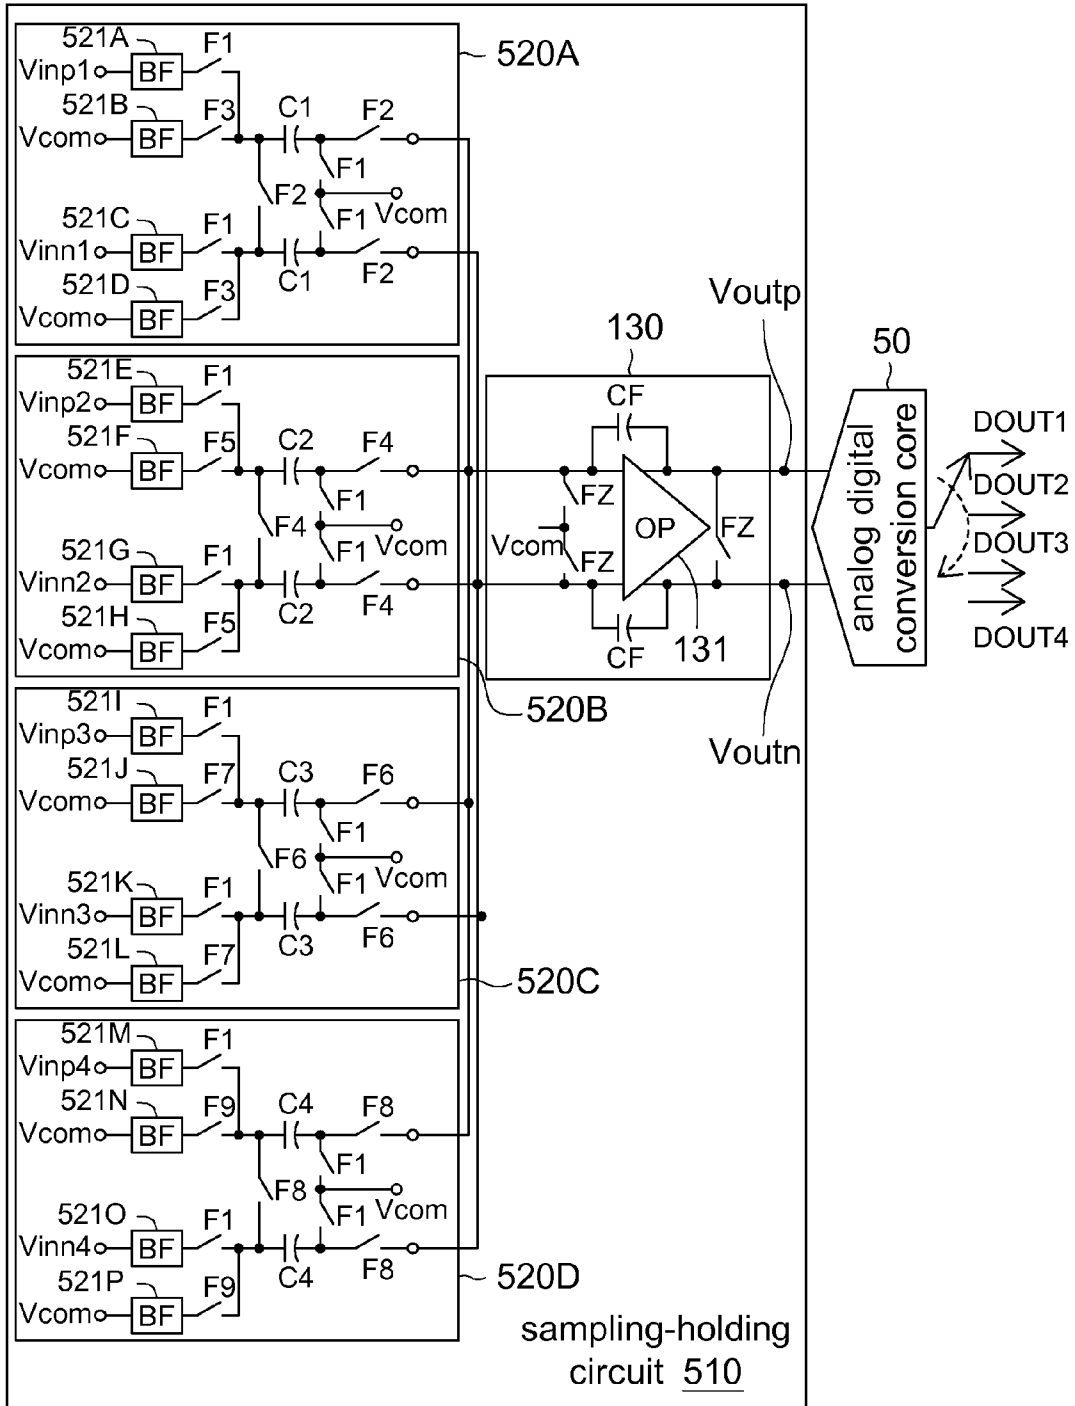 521A
F1
Vinp1
BF
521B
F3
C1
F2
Vcom
BF
F1
F2
Vcom
521C
F1
F1
Vinn1
BF
521D
F3
C1
F2
Vcom
BF
520A
521E
F1
Vinp2
BF
521F
F5
C2
F4
Vcom
BF
F1
F4
Vcom
521G
F1
F1
Vinn2
BF
521H
F5
C2
F4
Vcom
BF
520B
521I
F1
Vinp3
BF
521J
F7
C3
F6
Vcom
BF
F1
F6
Vcom
521K
F1
F1
Vinn3
BF
521L
F7
C3
F6
Vcom
BF
520C
521M
F1
Vinp4
BF
521N
F9
C4
F8
Vcom
BF
F1
F8
Vcom
521O
F1
F1
Vinn4
BF
521P
F9
C4
F8
Vcom
BF
520D
130
CF
FZ
Vcom
OP
FZ
FZ
CF
131
Voutp
Voutn
50
analog digital
conversion core
DOUT1
DOUT2
DOUT3
DOUT4
sampling-holding
circuit 510